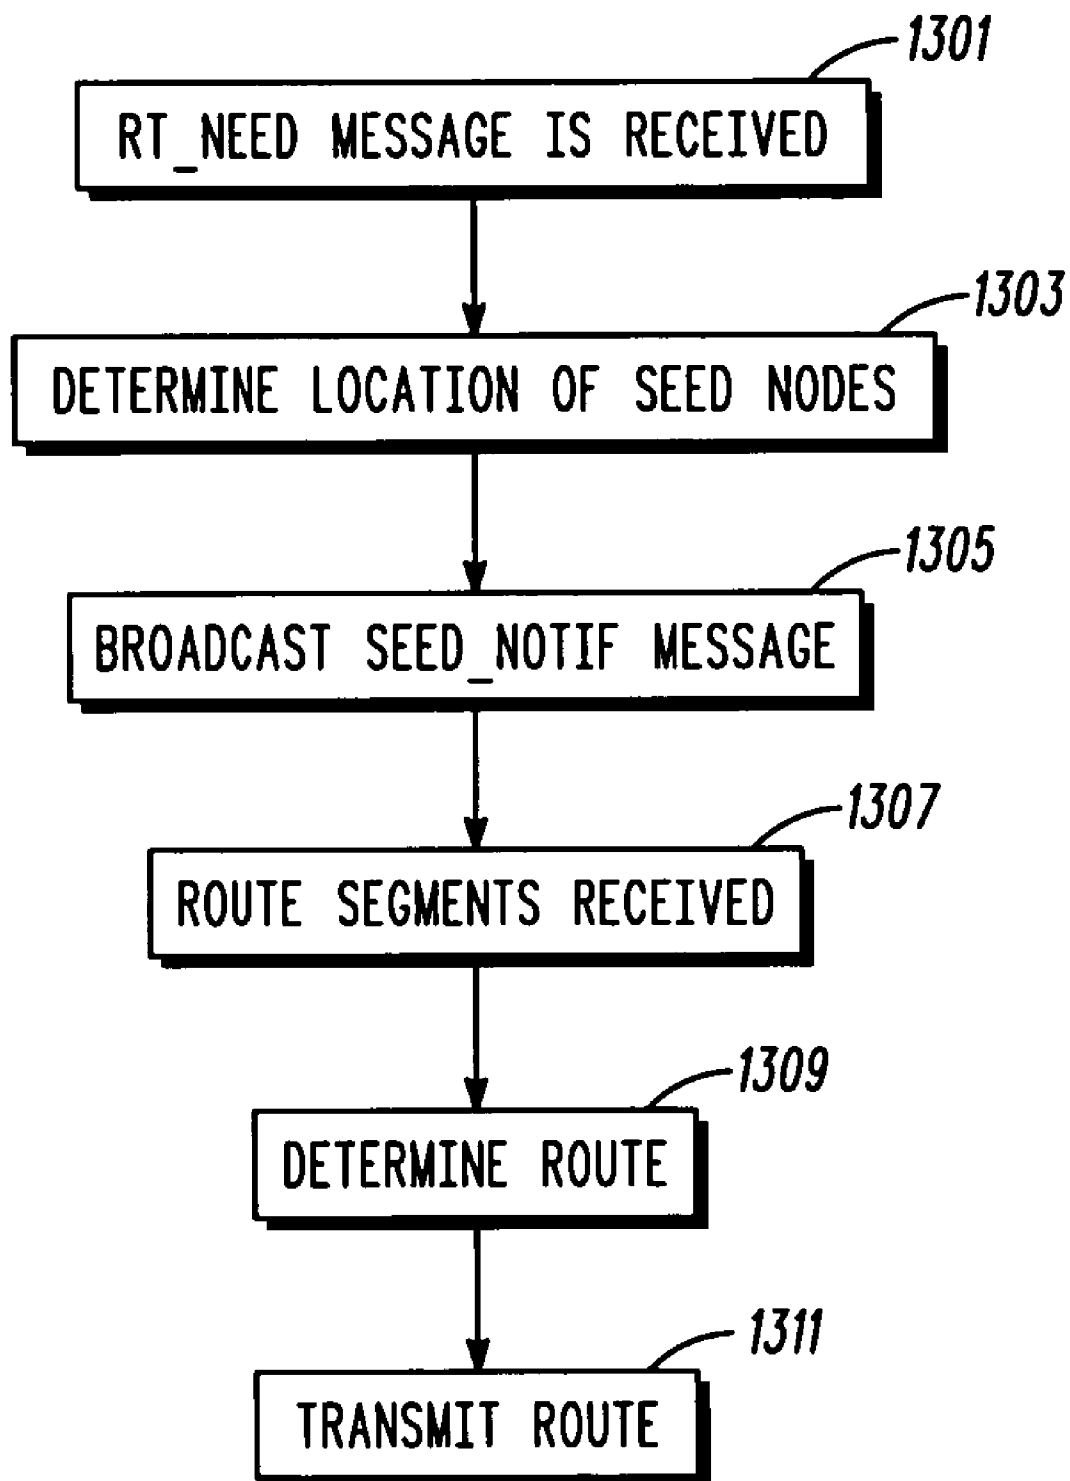 1301
RT_NEED MESSAGE IS RECEIVED
1303
DETERMINE LOCATION OF SEED NODES
1305
BROADCAST SEED_NOTIF MESSAGE
1307
ROUTE SEGMENTS RECEIVED
1309
DETERMINE ROUTE
1311
TRANSMIT ROUTE